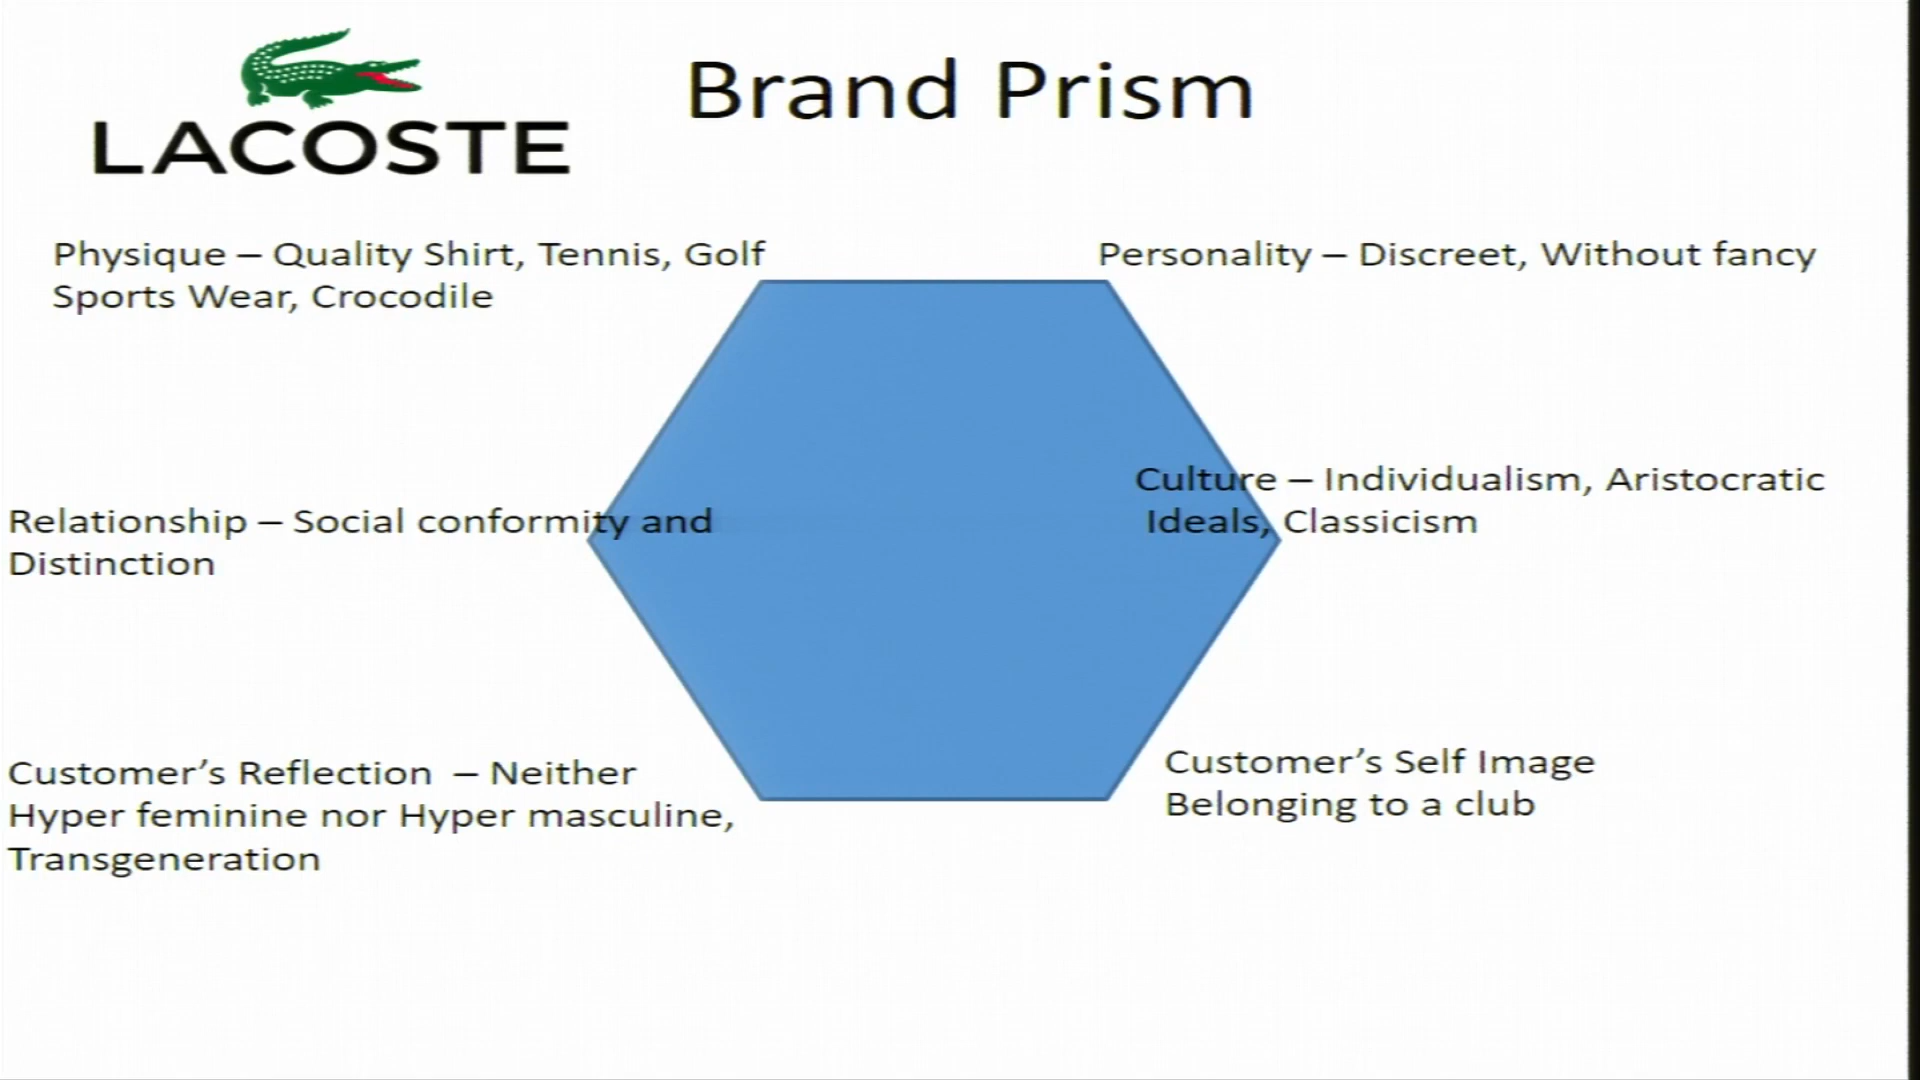 LACOSTE
Brand Prism
Physique – Quality Shirt, Tennis, Golf
Sports Wear, Crocodile
Personality – Discreet, Without fancy
Relationship – Social conformity and
Distinction
Culture – Individualism, Aristocratic
Ideals, Classicism
Customer’s Reflection – Neither
Hyper feminine nor Hyper masculine,
Transgeneration
Customer’s Self Image
Belonging to a club